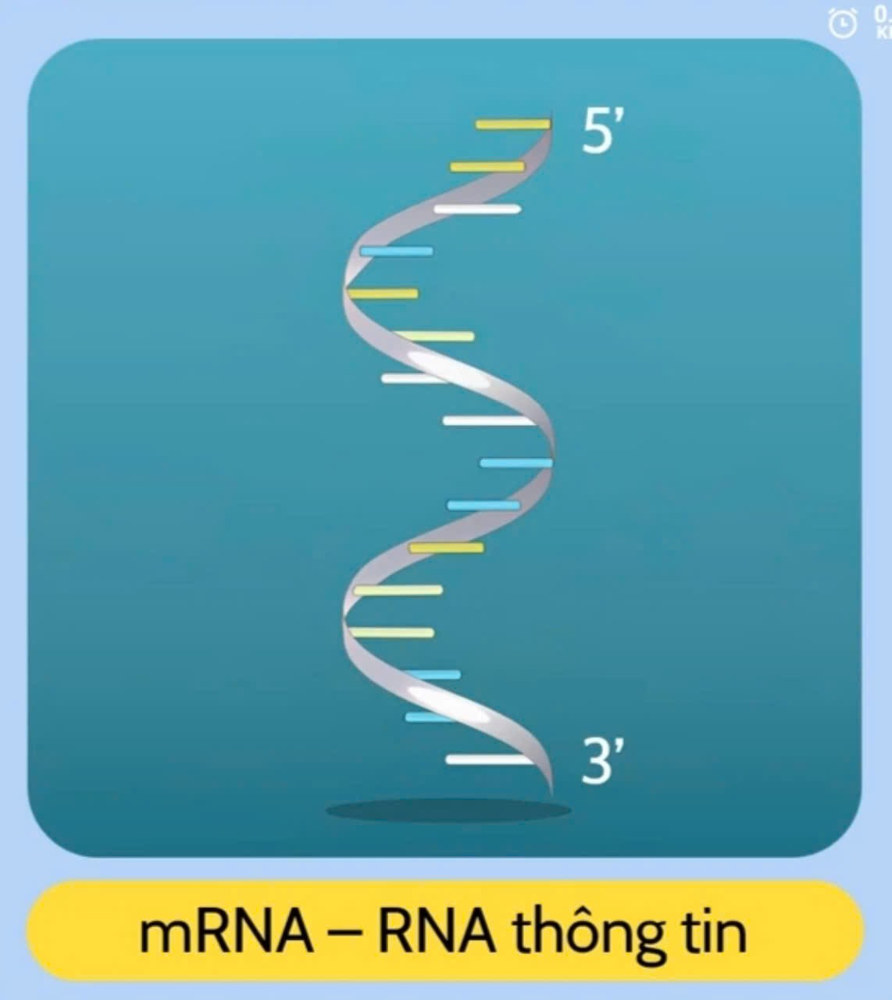 5’
3’
mRNA – RNA thông tin